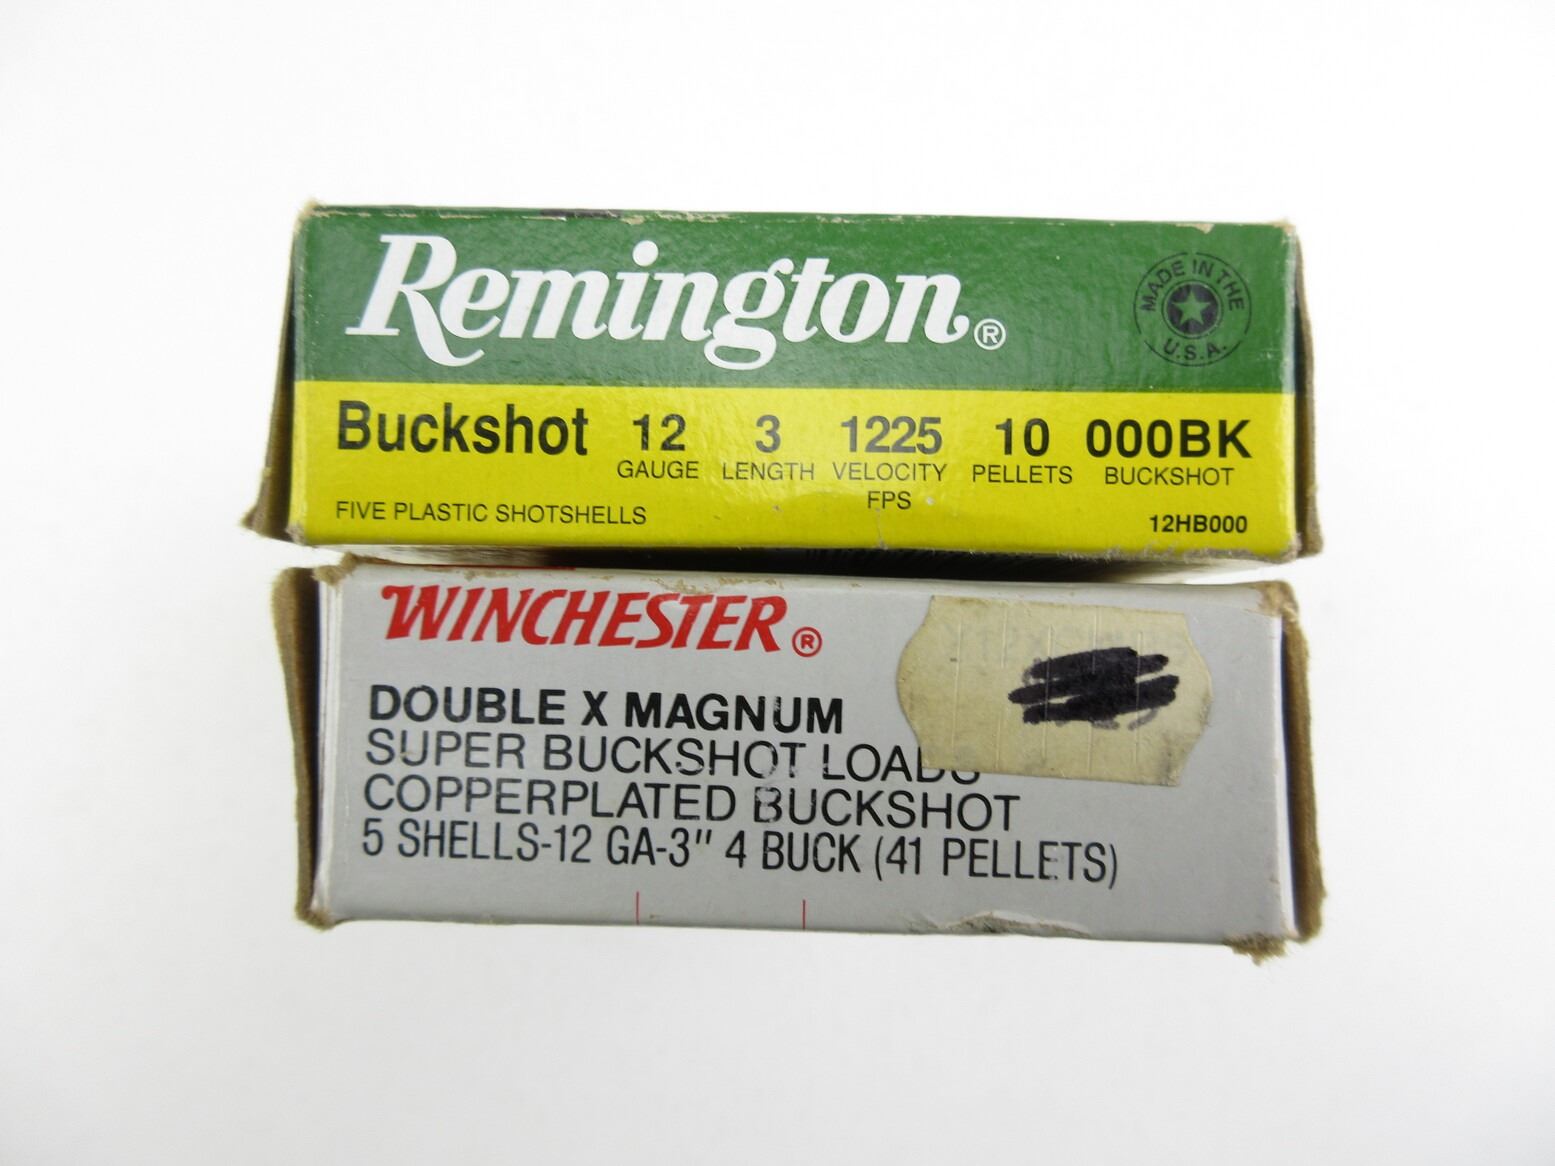 Remington®
MADE IN THE
U.S.A.
Buckshot 12 3 1225 10 000BK
GAUGE LENGTH VELOCITY PELLETS BUCKSHOT
FPS
FIVE PLASTIC SHOTSHELLS
12HB000
WINCHESTER®
DOUBLE X MAGNUM
SUPER BUCKSHOT LOADS
COPPERPLATED BUCKSHOT
5 SHELLS-12 GA-3" 4 BUCK (41 PELLETS)